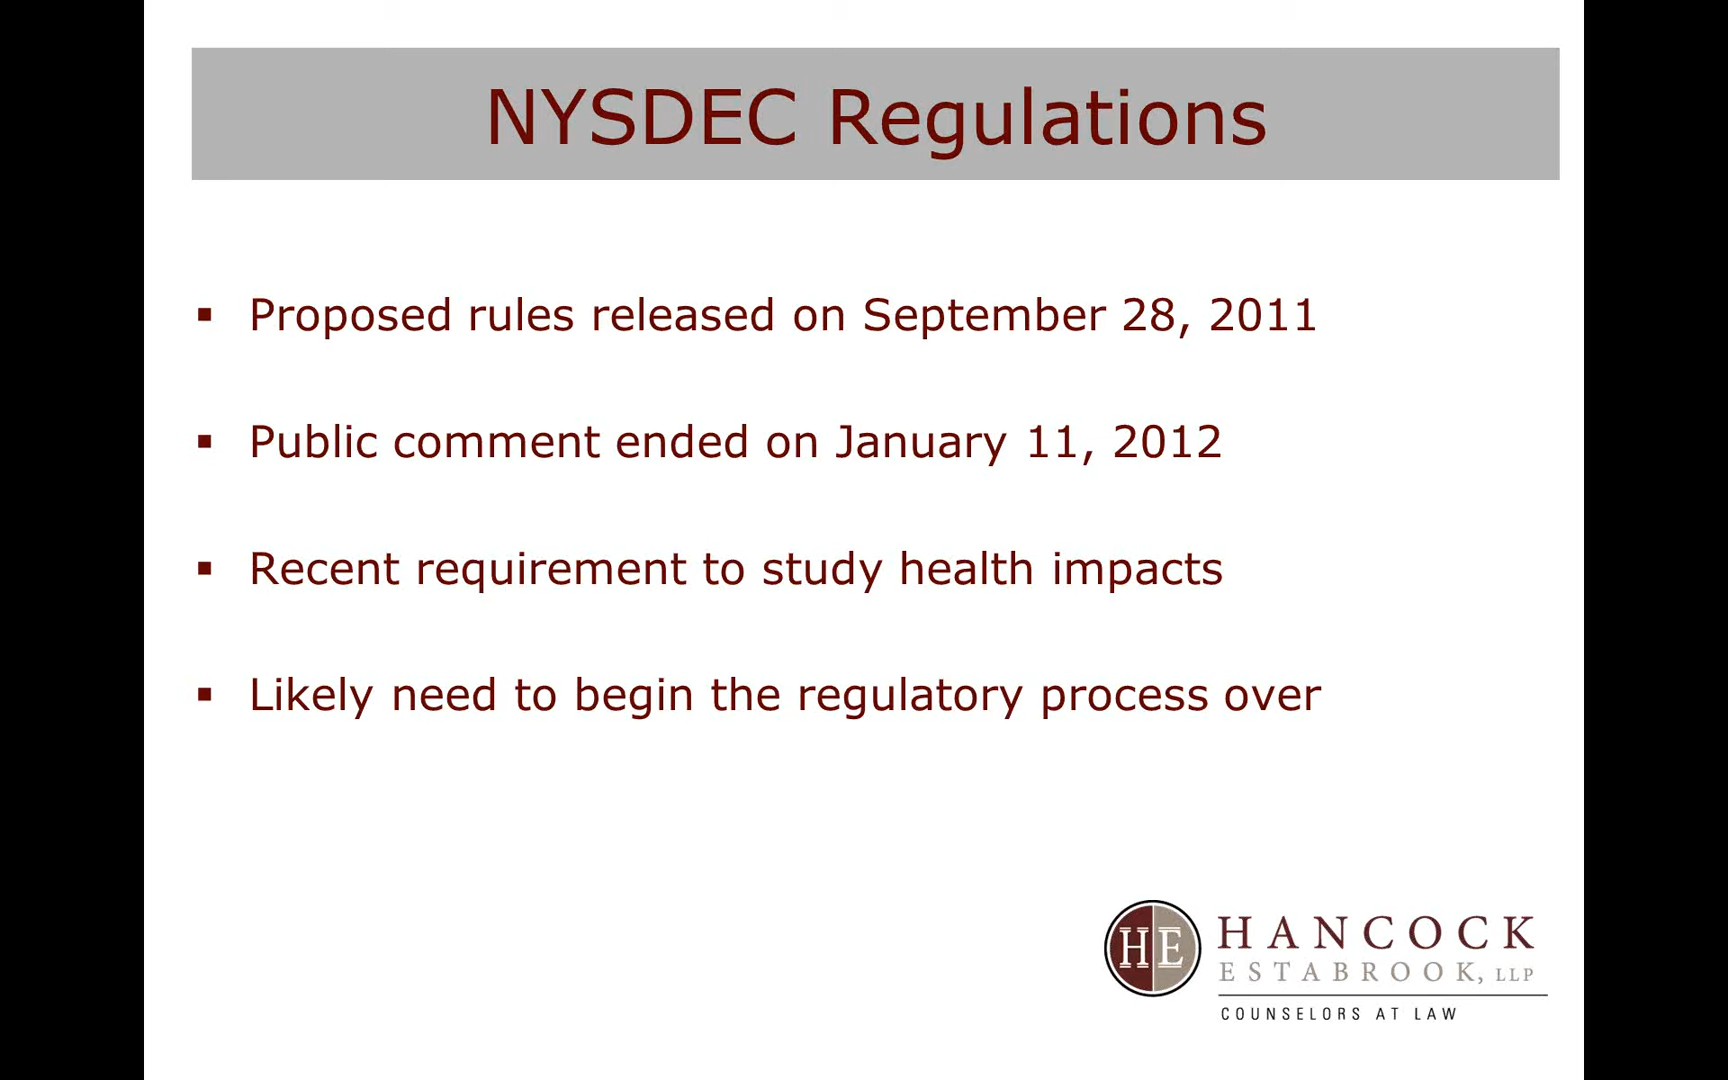 NYSDEC Regulations
▪ Proposed rules released on September 28, 2011
▪ Public comment ended on January 11, 2012
▪ Recent requirement to study health impacts
▪ Likely need to begin the regulatory process over
HE
HANCOCK
ESTABROOK, LLP
COUNSELORS AT LAW